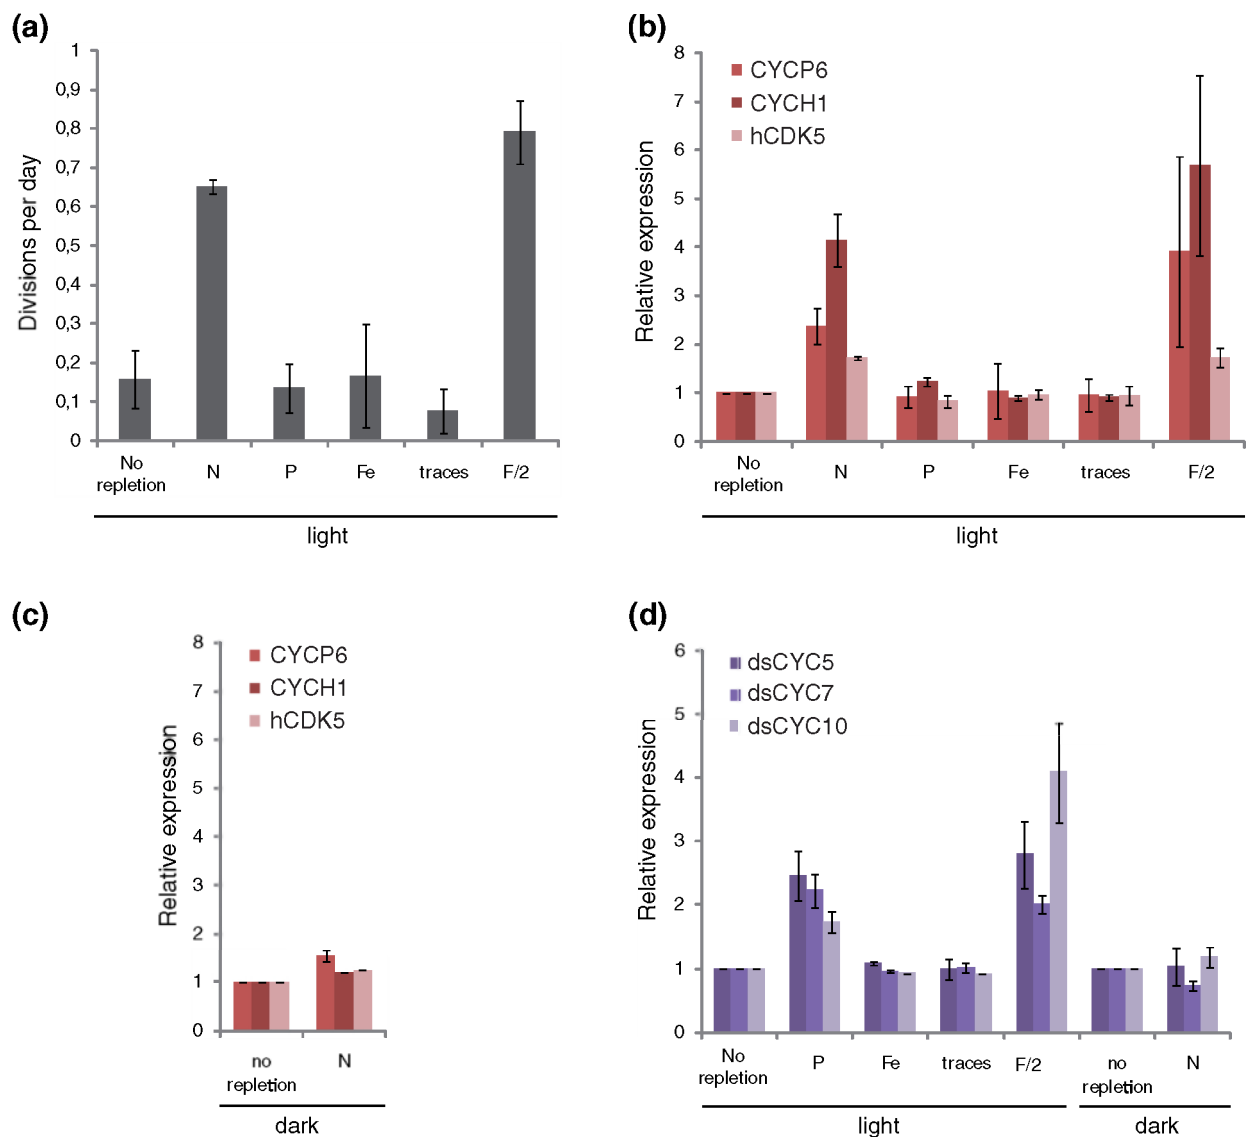 (a)
Divisions per day
1
0,9
0,8
0,7
0,6
0,5
0,4
0,3
0,2
0,1
0
No
repletion
N
P
Fe
traces
F/2
light
(b)
Relative expression
8
7
6
5
4
3
2
1
0
CYCP6
CYCH1
hCDK5
No
repletion
N
P
Fe
traces
F/2
light
(c)
Relative expression
8
7
6
5
4
3
2
1
0
CYCP6
CYCH1
hCDK5
no
repletion
N
dark
(d)
Relative expression
6
5
4
3
2
1
0
dsCYC5
dsCYC7
dsCYC10
No
repletion
P
Fe
traces
F/2
no
repletion
N
light
dark